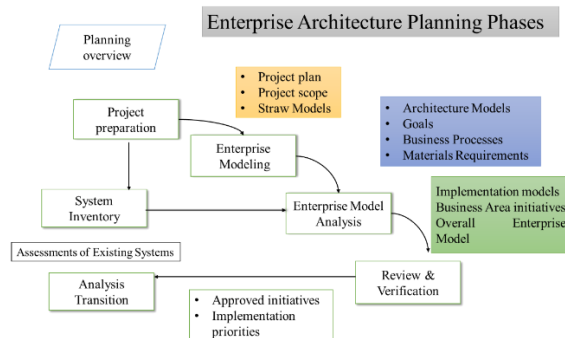 Enterprise Architecture Planning Phases
Planning
overview
• Project plan
• Project scope
• Straw Models
Project
preparation
• Architecture Models
• Goals
• Business Processes
• Materials Requirements
Enterprise
Modeling
System
Inventory
Enterprise Model
Analysis
Implementation models
Business Area initiatives
Overall Enterprise
Model
Assessments of Existing Systems
Analysis
Transition
Review &
Verification
• Approved initiatives
• Implementation
priorities